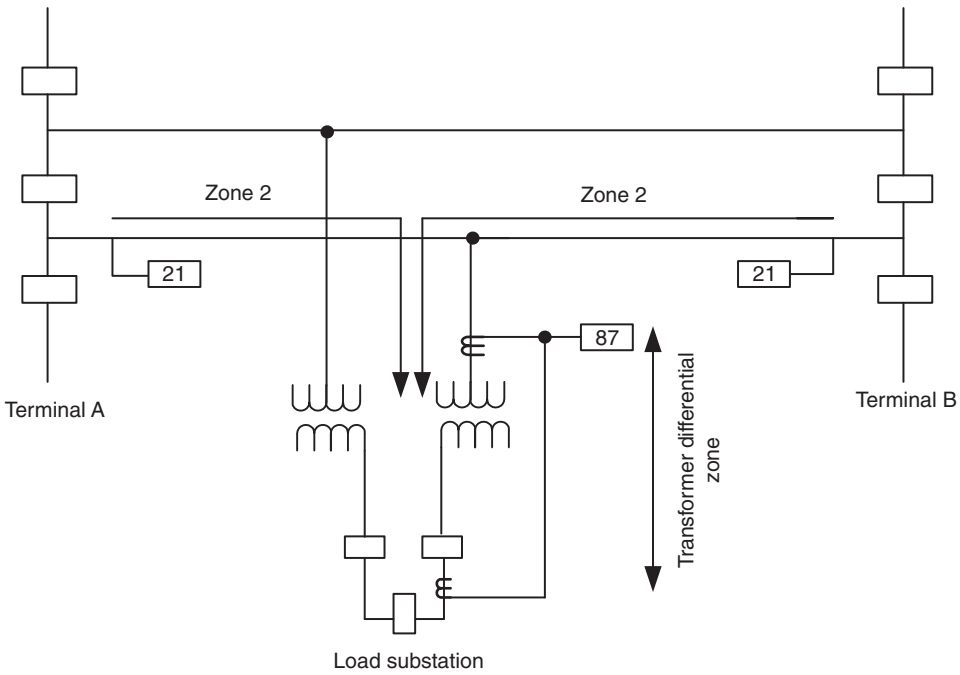 Zone 2
Zone 2
21
21
87
Terminal A
Terminal B
Transformer differential
zone
Load substation